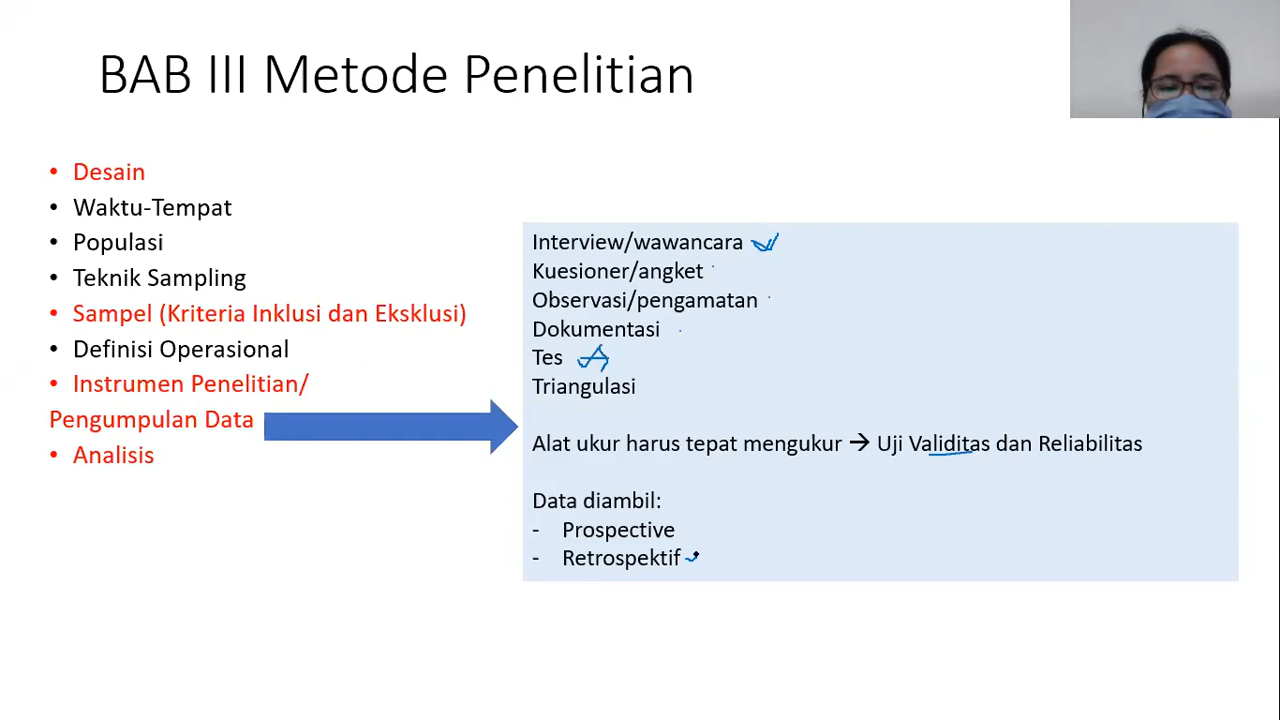 BAB III Metode Penelitian
• Desain
• Waktu-Tempat
• Populasi
• Teknik Sampling
• Sampel (Kriteria Inklusi dan Eksklusi)
• Definisi Operasional
• Instrumen Penelitian/
Pengumpulan Data
• Analisis
Interview/wawancara
Kuesioner/angket
Observasi/pengamatan
Dokumentasi
Tes
Triangulasi
Alat ukur harus tepat mengukur → Uji Validitas dan Reliabilitas
Data diambil:
- Prospective
- Retrospektif